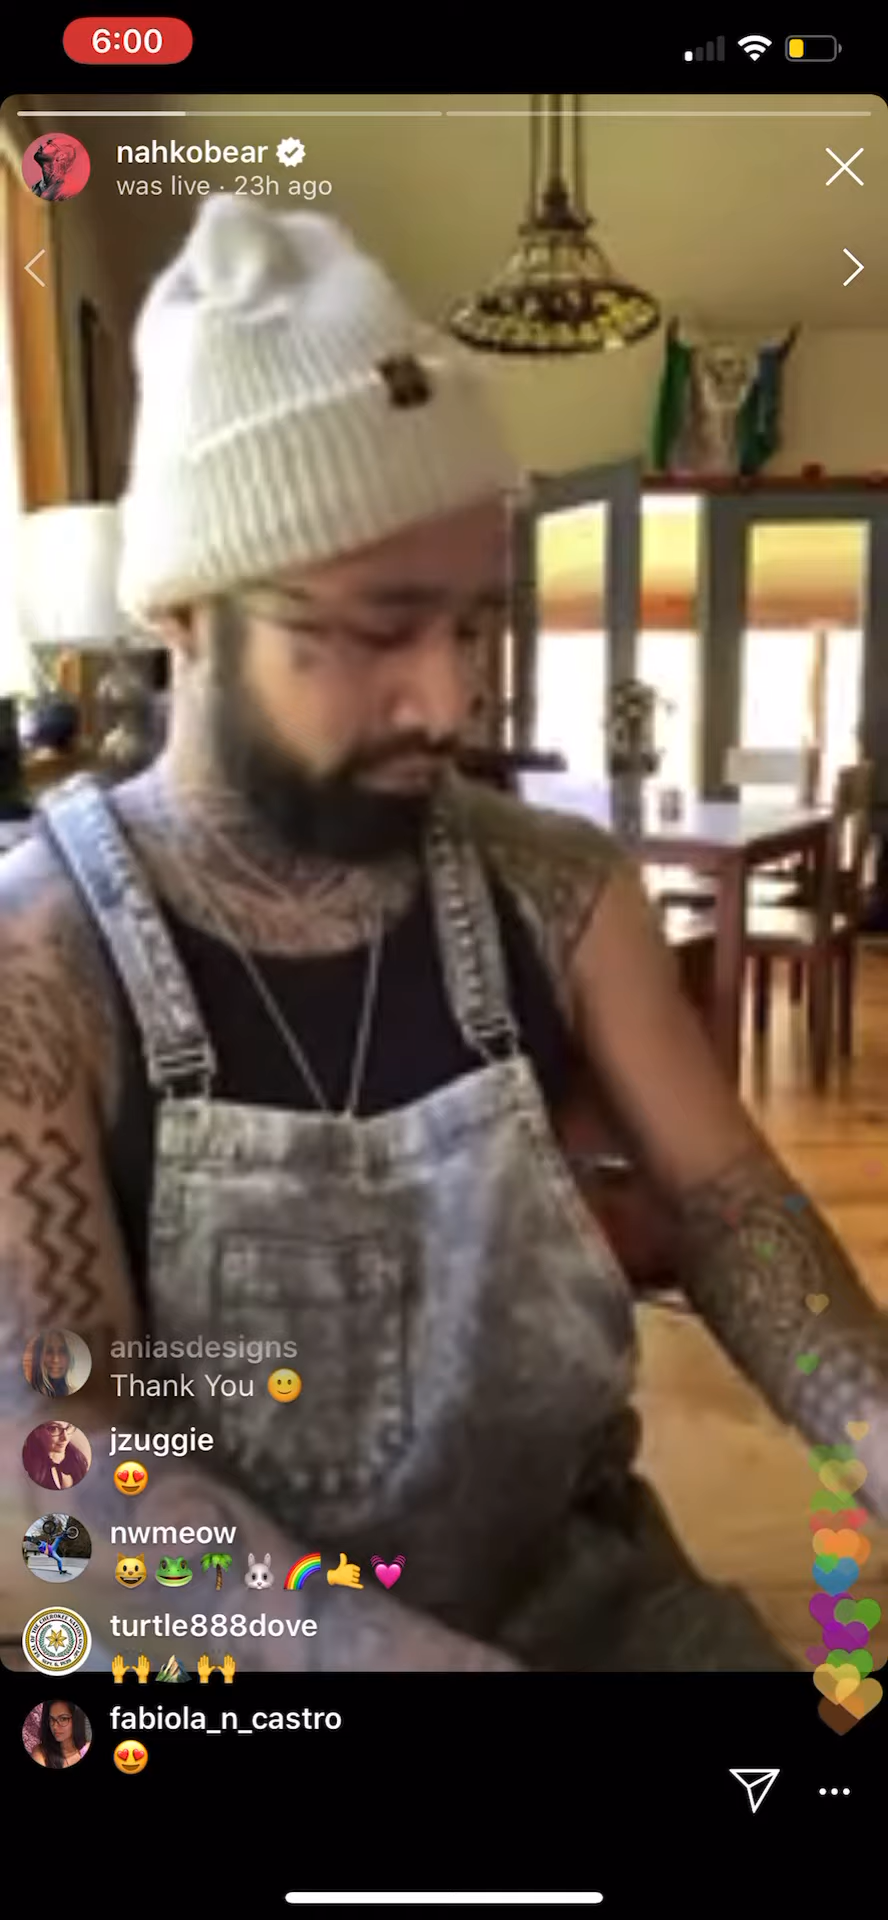 6:00
nahkobear
was live · 23h ago
aniasdesigns
Thank You 🙂
jzuggie
😍
nwmeow
😺🐸🌴🐰🌈🤙💓
turtle888dove
🙌⛰️🙌
fabiola_n_castro
😍